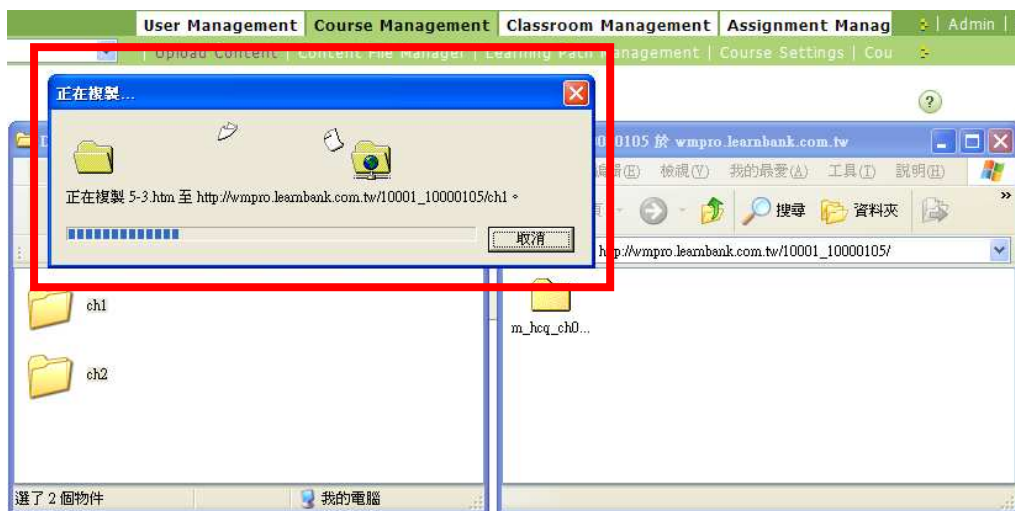 User Management Course Management Classroom Management Assignment Manag | Admin |
| Upload Content | Content File Manager | Learning Path Management | Course Settings | Cou
正在複製...
正在複製 5-3.htm 至 http://wmpro.learnbank.com.tw/10001_10000105/ch1。
取消
0105 於 wmpro.learnbank.com.tw
檢視(V) 我的最愛(A) 工具(T) 說明(H)
搜尋 資料夾 »
http://wmpro.learnbank.com.tw/10001_10000105/
ch1
m_hcq_ch0...
ch2
選了 2 個物件 我的電腦